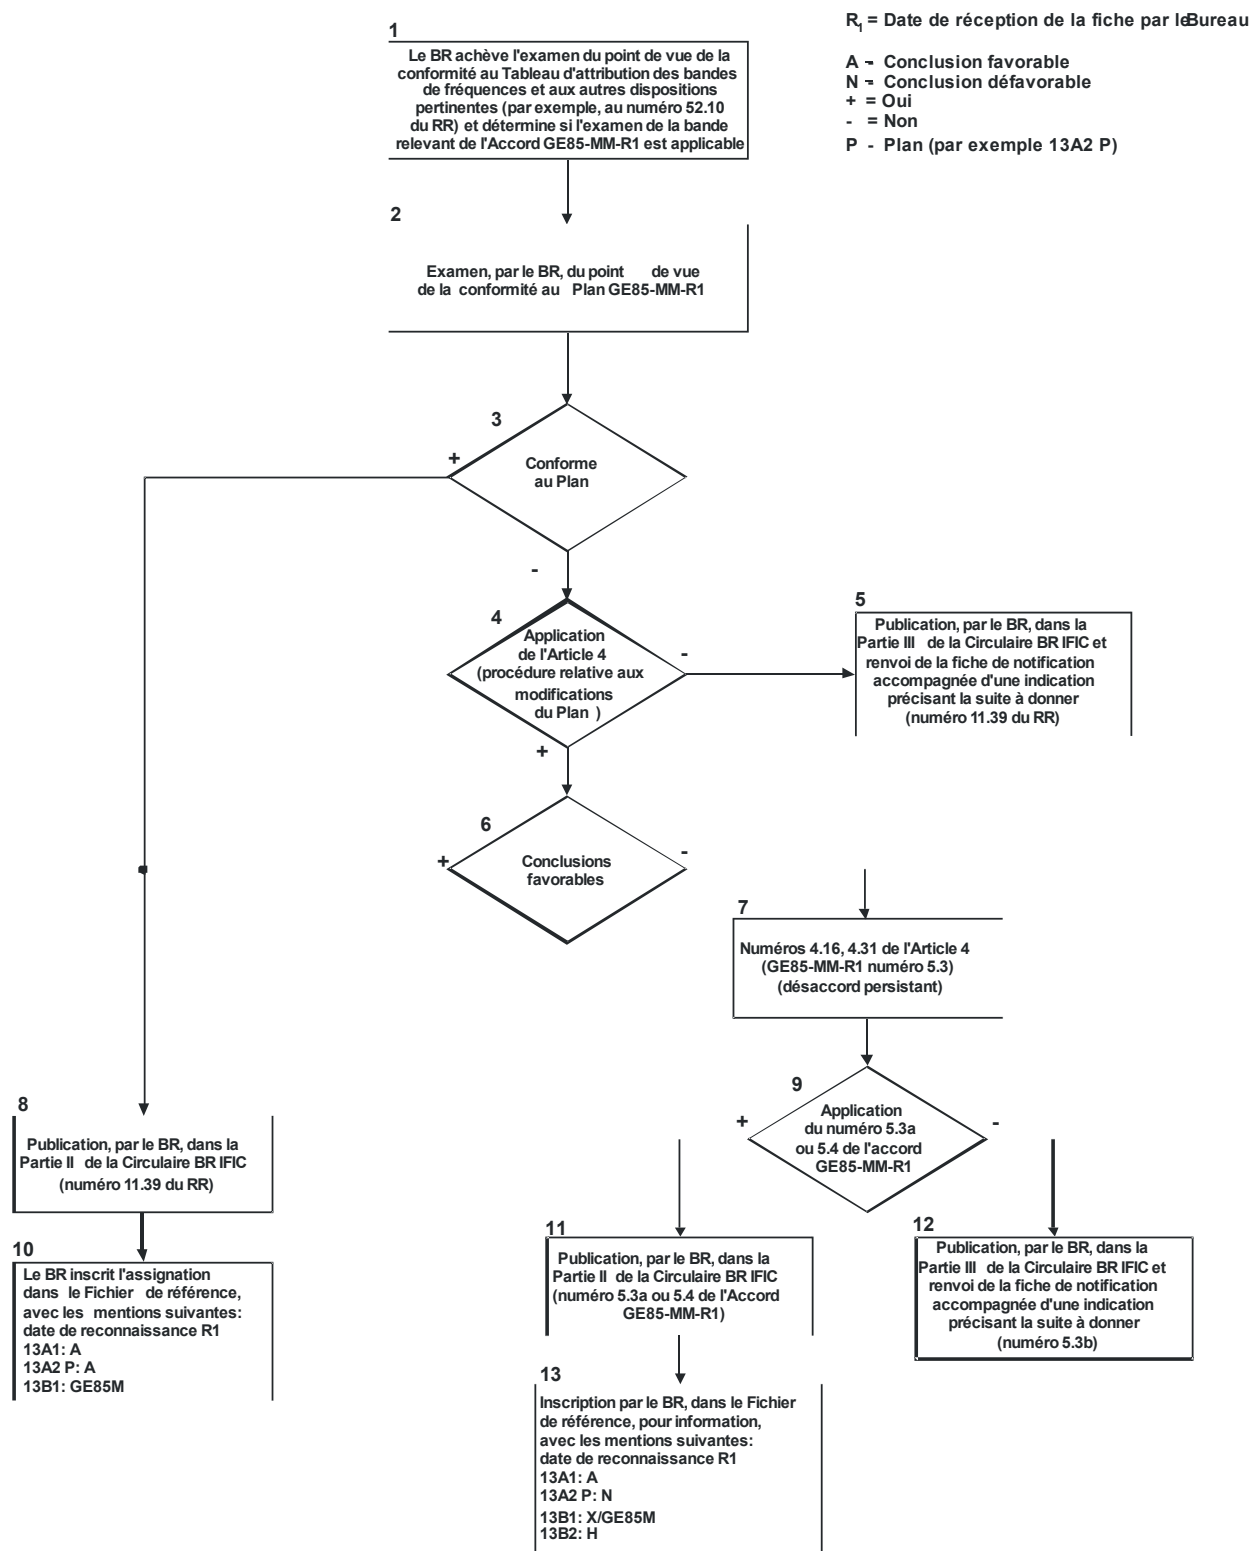 R1 = Date de réception de la fiche par leBureau
A - Conclusion favorable
N - Conclusion défavorable
+ = Oui
- = Non
P - Plan (par exemple 13A2 P)
1
Le BR achève l'examen du point de vue de la
conformité au Tableau d'attribution des bandes
de fréquences et aux autres dispositions
pertinentes (par exemple, au numéro 52.10
du RR) et détermine si l'examen de la bande
relevant de l'Accord GE85-MM-R1 est applicable
2
Examen, par le BR, du point de vue
de la conformité au Plan GE85-MM-R1
3
+
Conforme
au Plan
-
4
Application
de l'Article 4
(procédure relative aux
modifications
du Plan )
-
+
5
Publication, par le BR, dans la
Partie III de la Circulaire BR IFIC et
renvoi de la fiche de notification
accompagnée d'une indication
précisant la suite à donner
(numéro 11.39 du RR)
6
+
Conclusions
favorables
-
7
Numéros 4.16, 4.31 de l'Article 4
(GE85-MM-R1 numéro 5.3)
(désaccord persistant)
9
+
Application
du numéro 5.3a
ou 5.4 de l'accord
GE85-MM-R1
-
8
Publication, par le BR, dans la
Partie II de la Circulaire BR IFIC
(numéro 11.39 du RR)
10
Le BR inscrit l'assignation
dans le Fichier de référence,
avec les mentions suivantes:
date de reconnaissance R1
13A1: A
13A2 P: A
13B1: GE85M
11
Publication, par le BR, dans la
Partie II de la Circulaire BR IFIC
(numéro 5.3a ou 5.4 de l'Accord
GE85-MM-R1)
12
Publication, par le BR, dans la
Partie III de la Circulaire BR IFIC et
renvoi de la fiche de notification
accompagnée d'une indication
précisant la suite à donner
(numéro 5.3b)
13
Inscription par le BR, dans le Fichier
de référence, pour information,
avec les mentions suivantes:
date de reconnaissance R1
13A1: A
13A2 P: N
13B1: X/GE85M
13B2: H